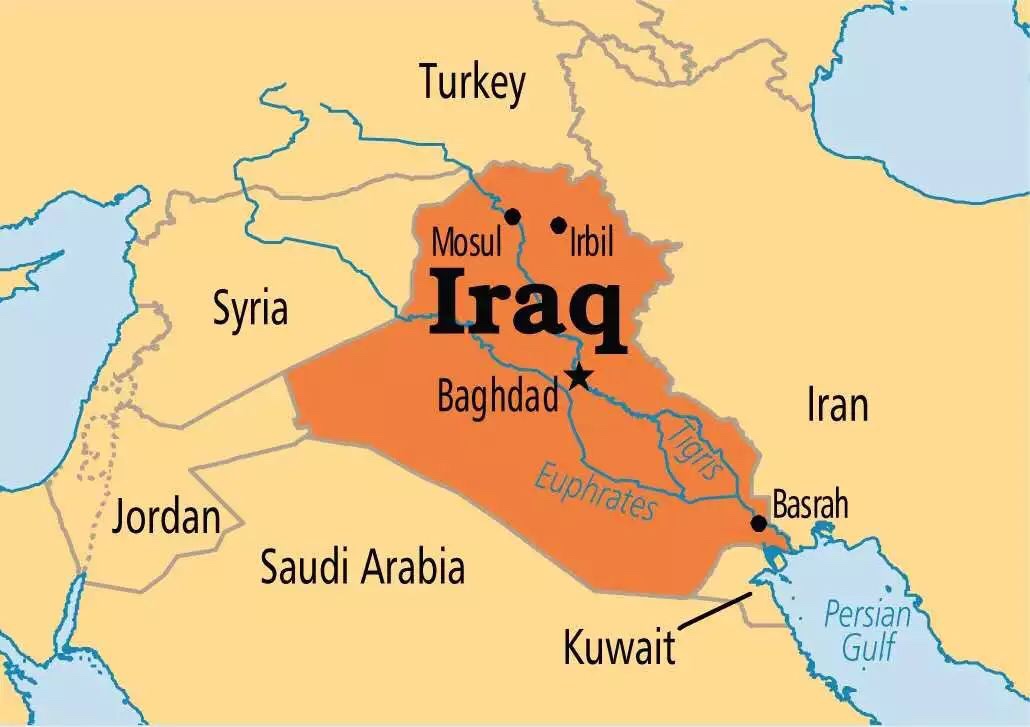 Turkey
Mosul
Irbil
Iraq
Syria
Baghdad
Iran
Tigris
Euphrates
Basrah
Jordan
Saudi Arabia
Persian
Gulf
Kuwait